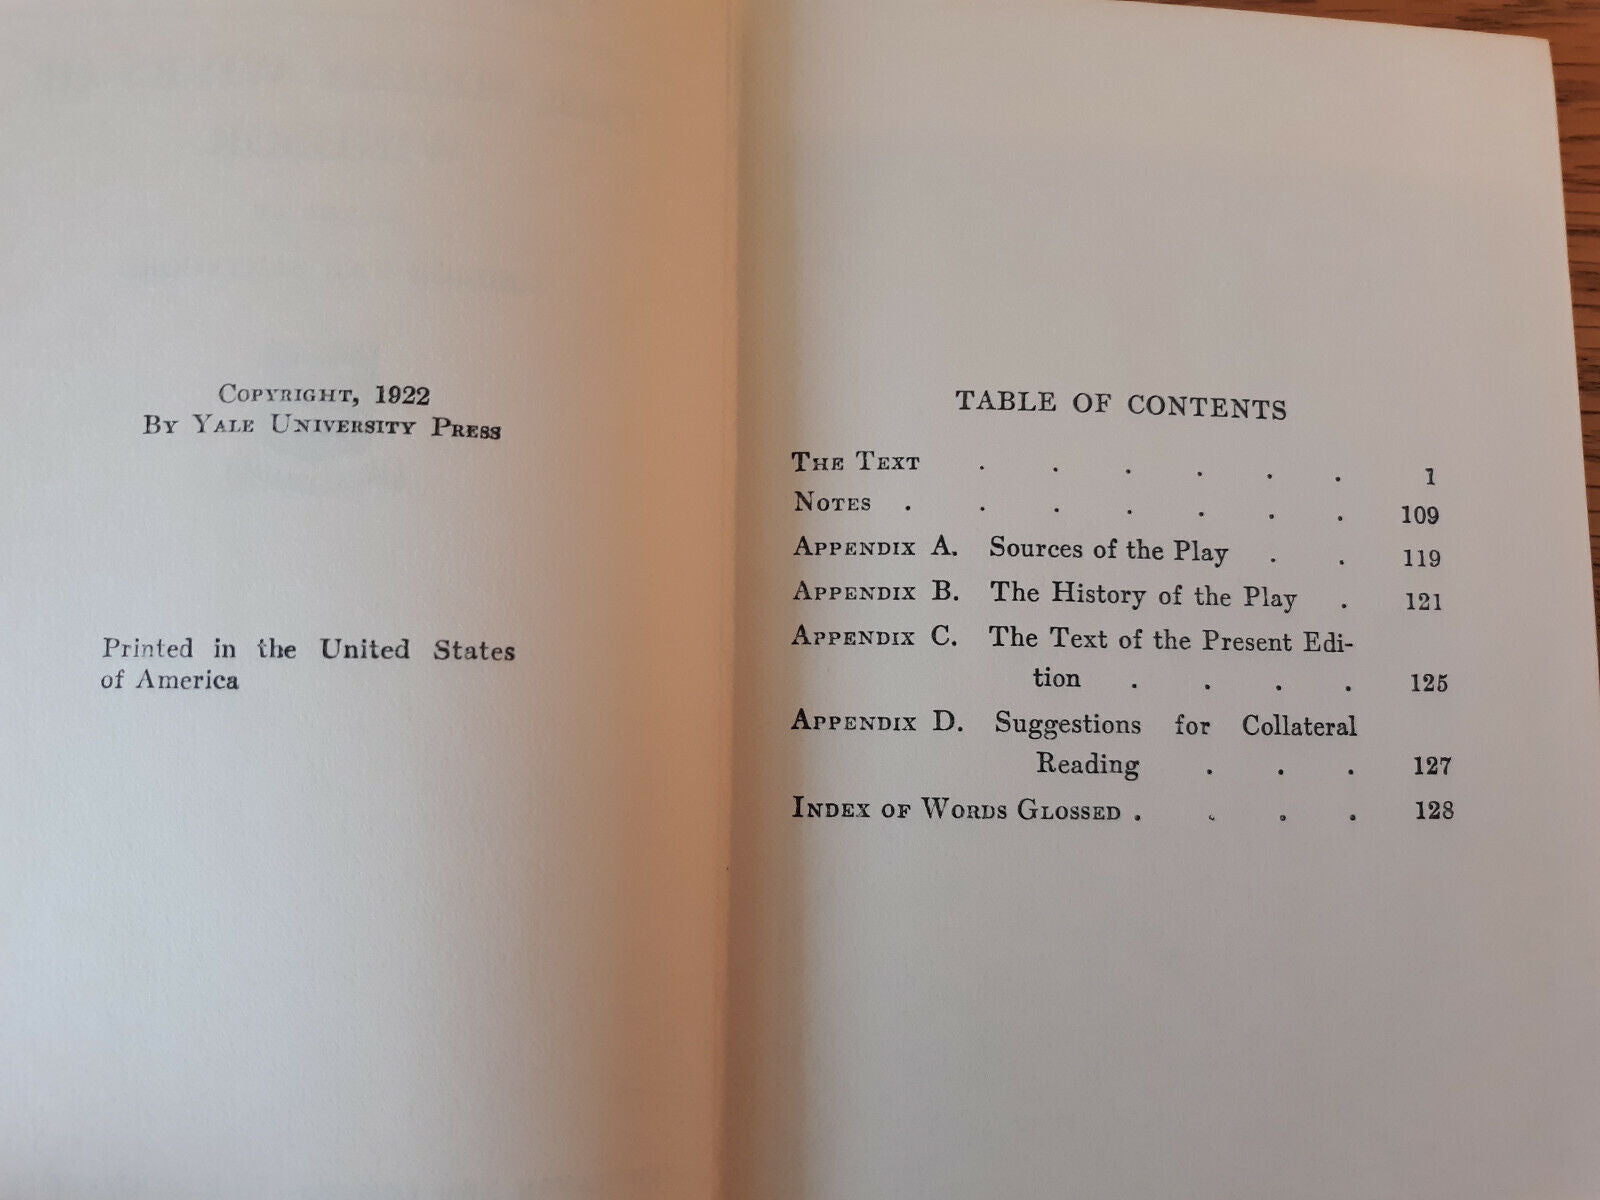 COPYRIGHT, 1922
BY YALE UNIVERSITY PRESS
Printed in the United States
of America
TABLE OF CONTENTS
THE TEXT . . . . . . 1
NOTES . . . . . . . 109
APPENDIX A. Sources of the Play . . 119
APPENDIX B. The History of the Play . 121
APPENDIX C. The Text of the Present Edi-
tion . . . . 125
APPENDIX D. Suggestions for Collateral
Reading . . . 127
INDEX OF WORDS GLOSSED . . . . 128